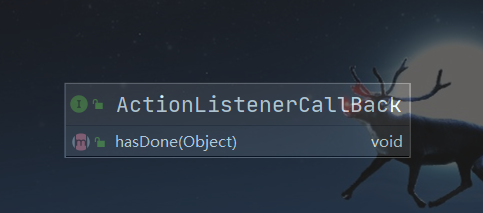 I ActionListenerCallBack
m hasDone(Object) void